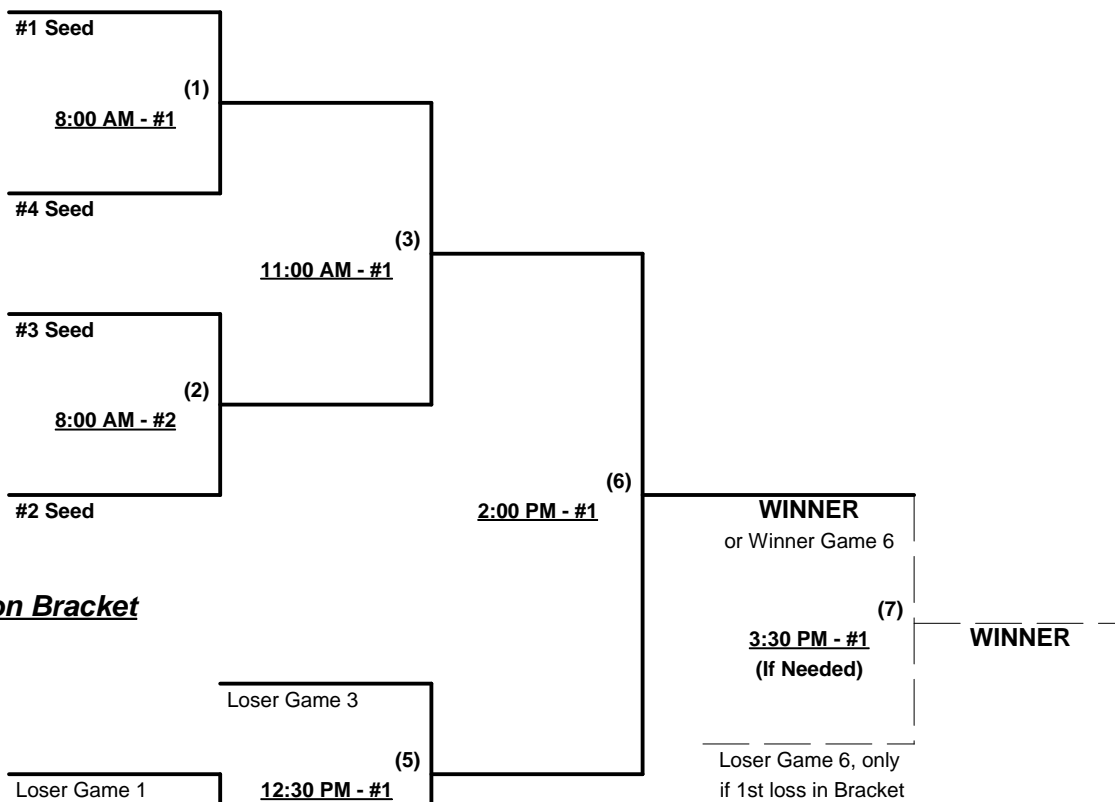 #1 Seed
(1)
8:00 AM - #1
#4 Seed
(3)
11:00 AM - #1
#3 Seed
(2)
8:00 AM - #2
(6)
2:00 PM - #1
#2 Seed
WINNER
or Winner Game 6
Bracket
(7)
3:30 PM - #1
(If Needed)
WINNER
Loser Game 3
(5)
12:30 PM - #1
Loser Game 1
Loser Game 6, only
if 1st loss in Bracket